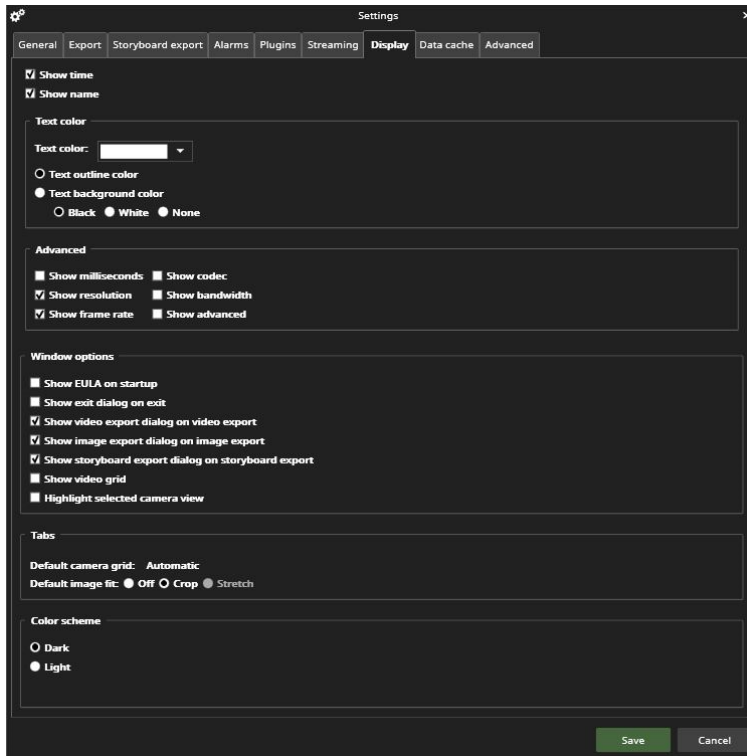 Settings
General Export Storyboard export Alarms Plugins Streaming Display Data cache Advanced
Show time
Show name
Text color
Text color:
Text outline color
Text background color
Black White None
Advanced
Show milliseconds Show codec
Show resolution Show bandwidth
Show frame rate Show advanced
Window options
Show EULA on startup
Show exit dialog on exit
Show video export dialog on video export
Show image export dialog on image export
Show storyboard export dialog on storyboard export
Show video grid
Highlight selected camera view
Tabs
Default camera grid: Automatic
Default image fit: Off Crop Stretch
Color scheme
Dark
Light
Save Cancel